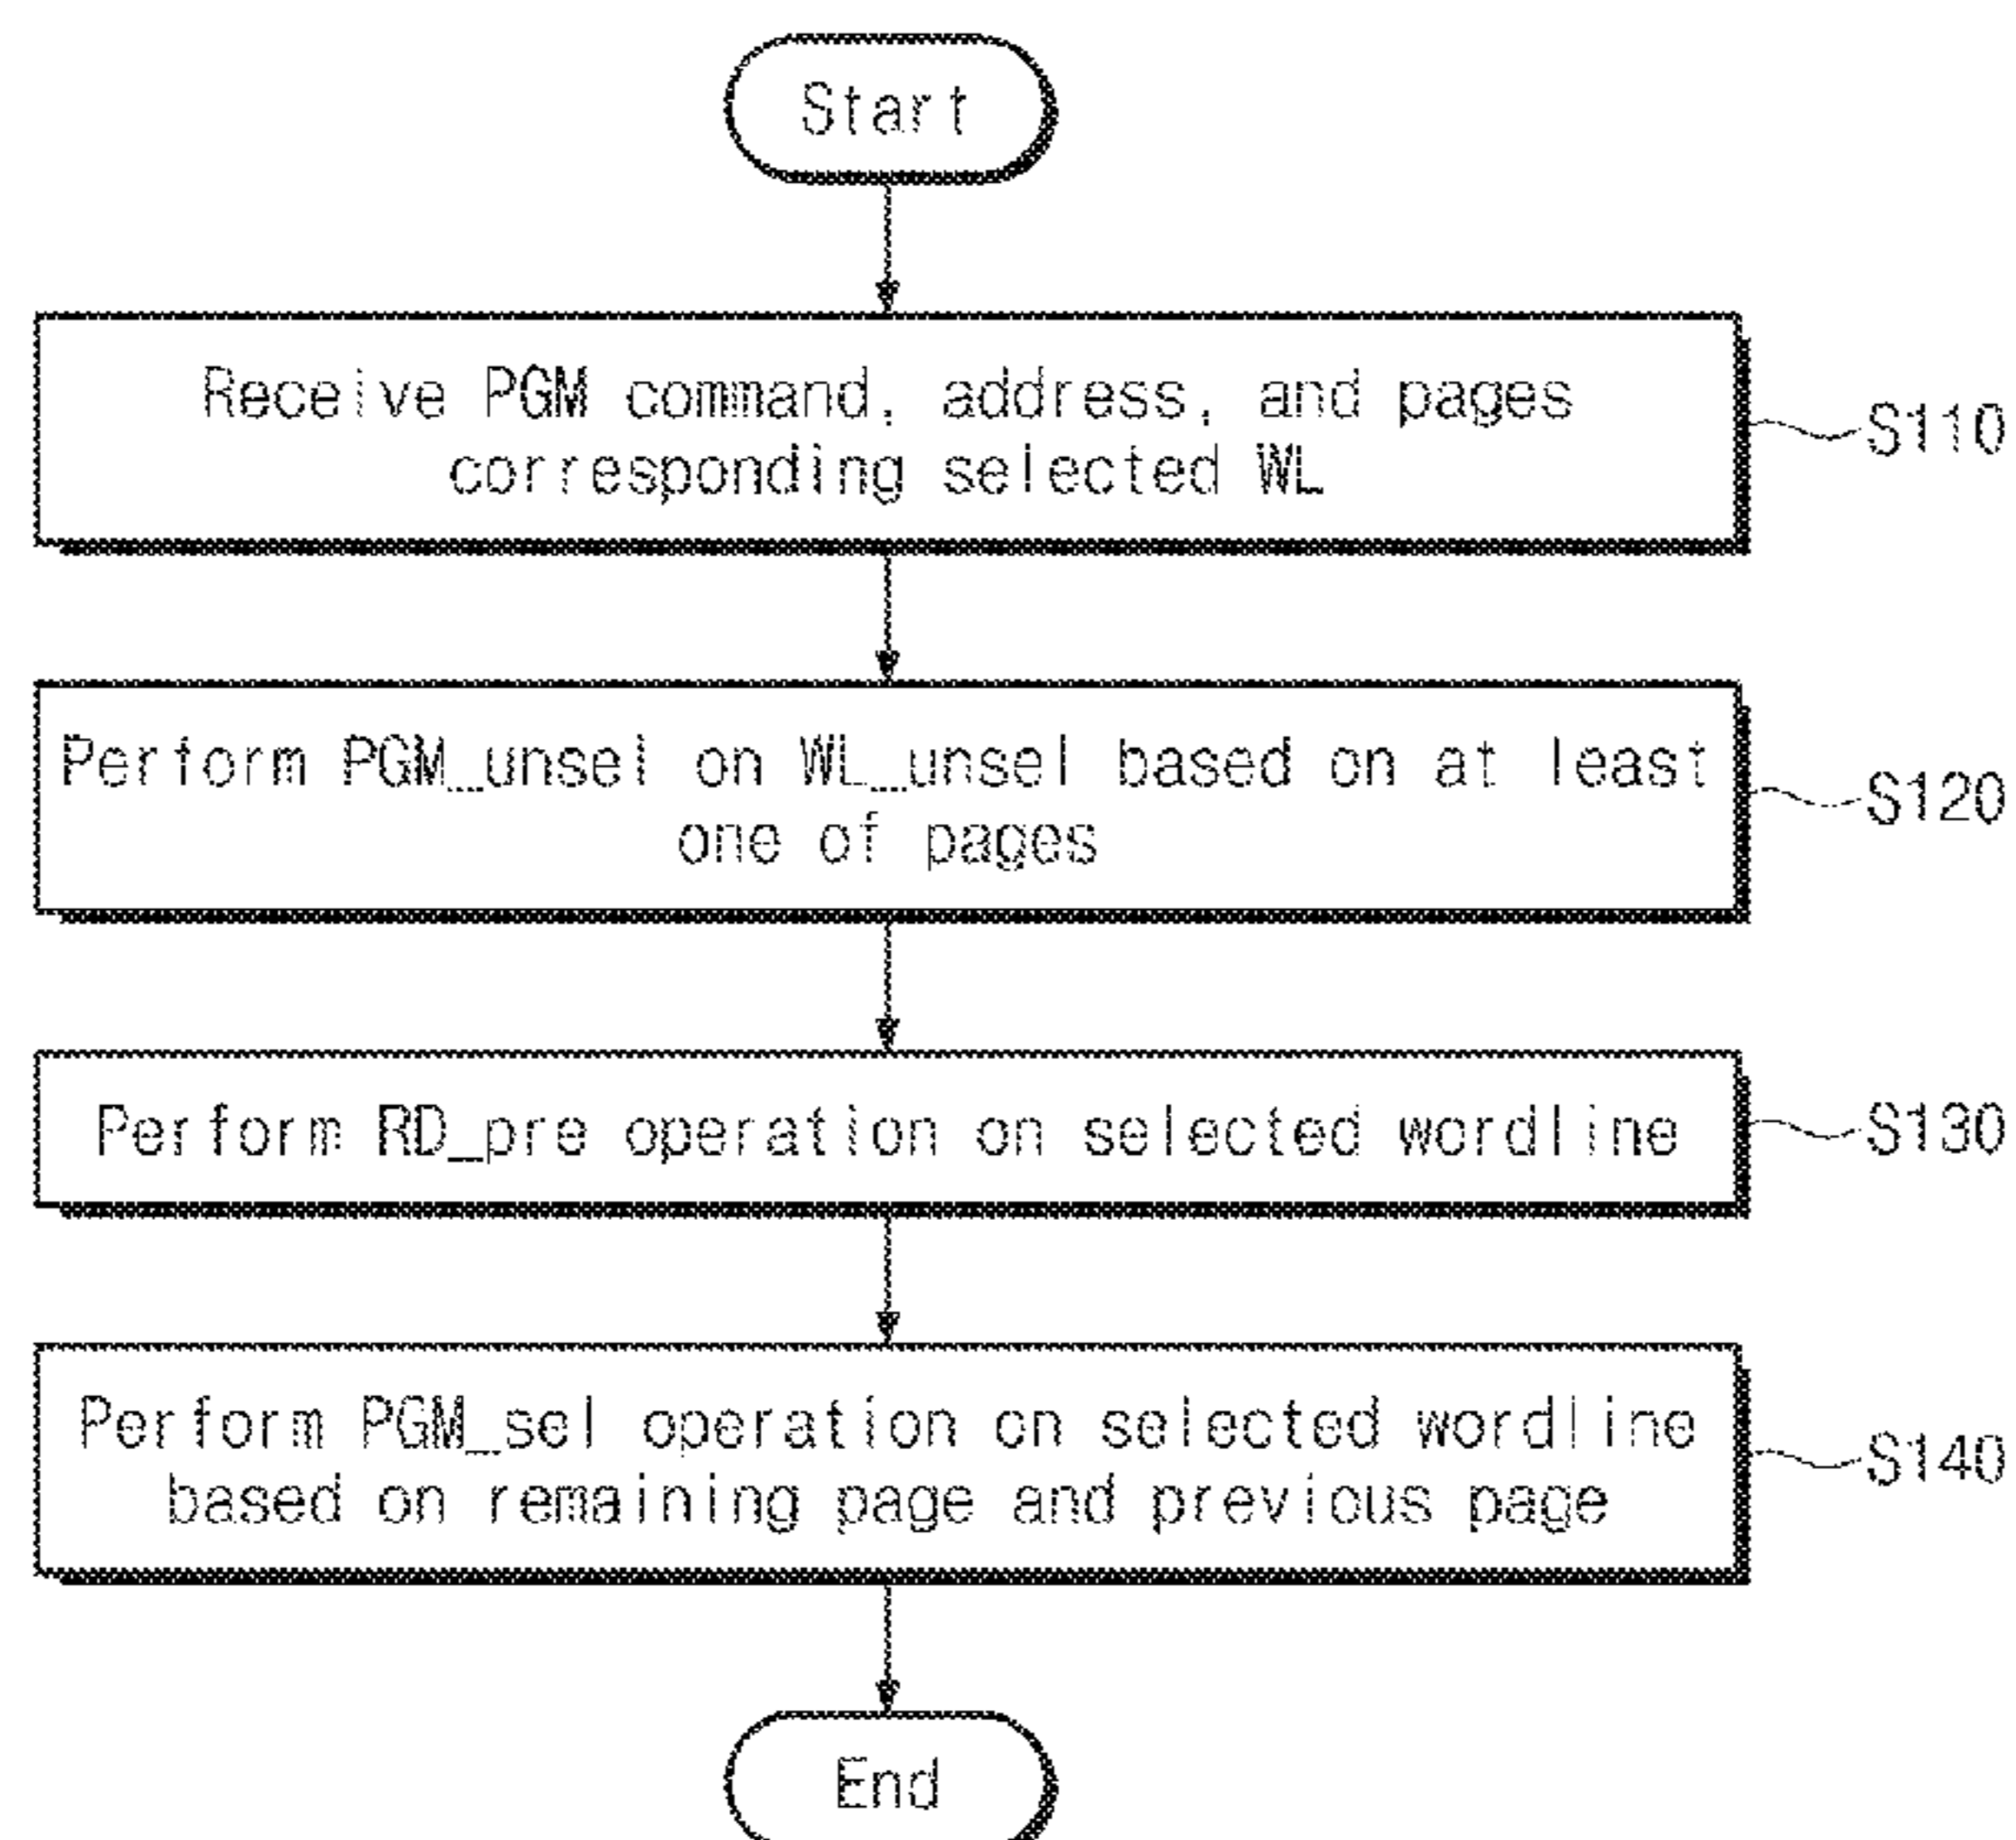 Start
Receive PGM command, address, and pages
corresponding selected WL
S110
Perform PGM_unsel on WL_unsel based on at least
one of pages
S120
Perform RD_pre operation on selected wordline
S130
Perform PGM_sel operation on selected wordline
based on remaining page and previous page
S140
End